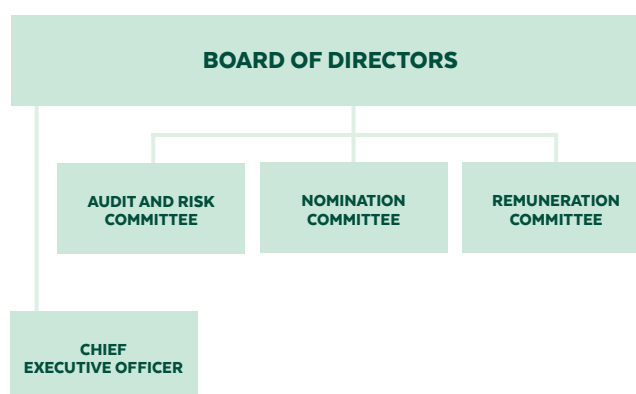 BOARD OF DIRECTORS
AUDIT AND RISK
COMMITTEE
NOMINATION
COMMITTEE
REMUNERATION
COMMITTEE
CHIEF
EXECUTIVE OFFICER